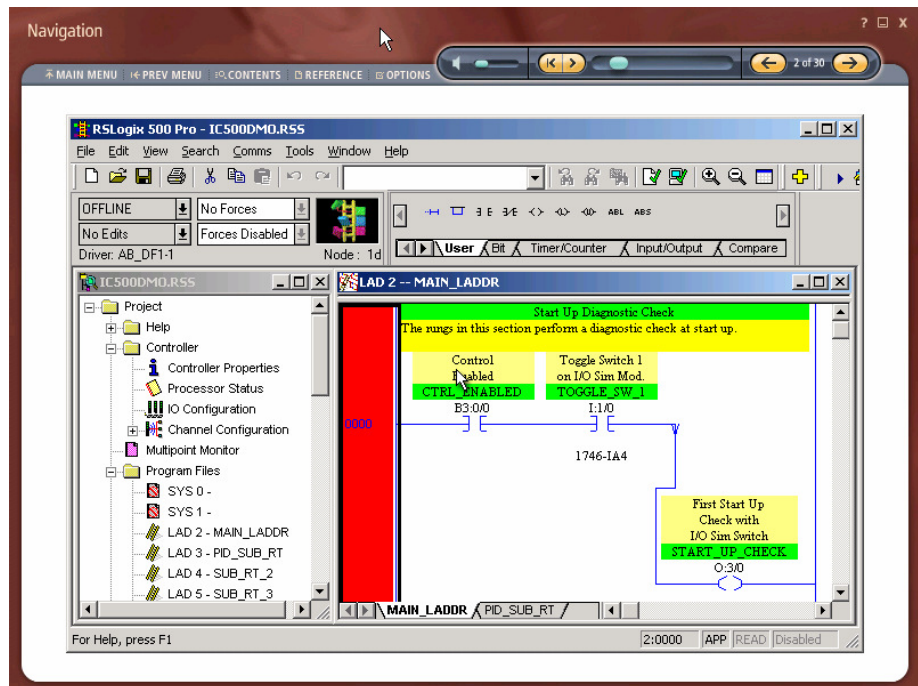 Navigation
? X
MAIN MENU PREV MENU CONTENTS REFERENCE OPTIONS
2 of 30
RSLogix 500 Pro - IC500DMO.RSS
File Edit View Search Comms Tools Window Help
OFFLINE No Forces
No Edits Forces Disabled
Driver: AB_DF1-1 Node: 1d
ABL ABS
User Bit Timer/Counter Input/Output Compare
IC500DMO.RSS
Project
Help
Controller
Controller Properties
Processor Status
IO Configuration
Channel Configuration
Multipoint Monitor
Program Files
SYS 0 -
SYS 1 -
LAD 2 - MAIN_LADDR
LAD 3 - PID_SUB_RT
LAD 4 - SUB_RT_2
LAD 5 - SUB_RT_3
LAD 2 -- MAIN_LADDR
Start Up Diagnostic Check
The rungs in this section perform a diagnostic check at start up.
Control
Enabled
CTRL_ENABLED
B3:0/0
Toggle Switch 1
on I/O Sim Mod.
TOGGLE_SW_1
I:1/0
0000
1746-IA4
First Start Up
Check with
I/O Sim Switch
START_UP_CHECK
O:3/0
MAIN_LADDR PID_SUB_RT
For Help, press F1
2:0000 APP READ Disabled